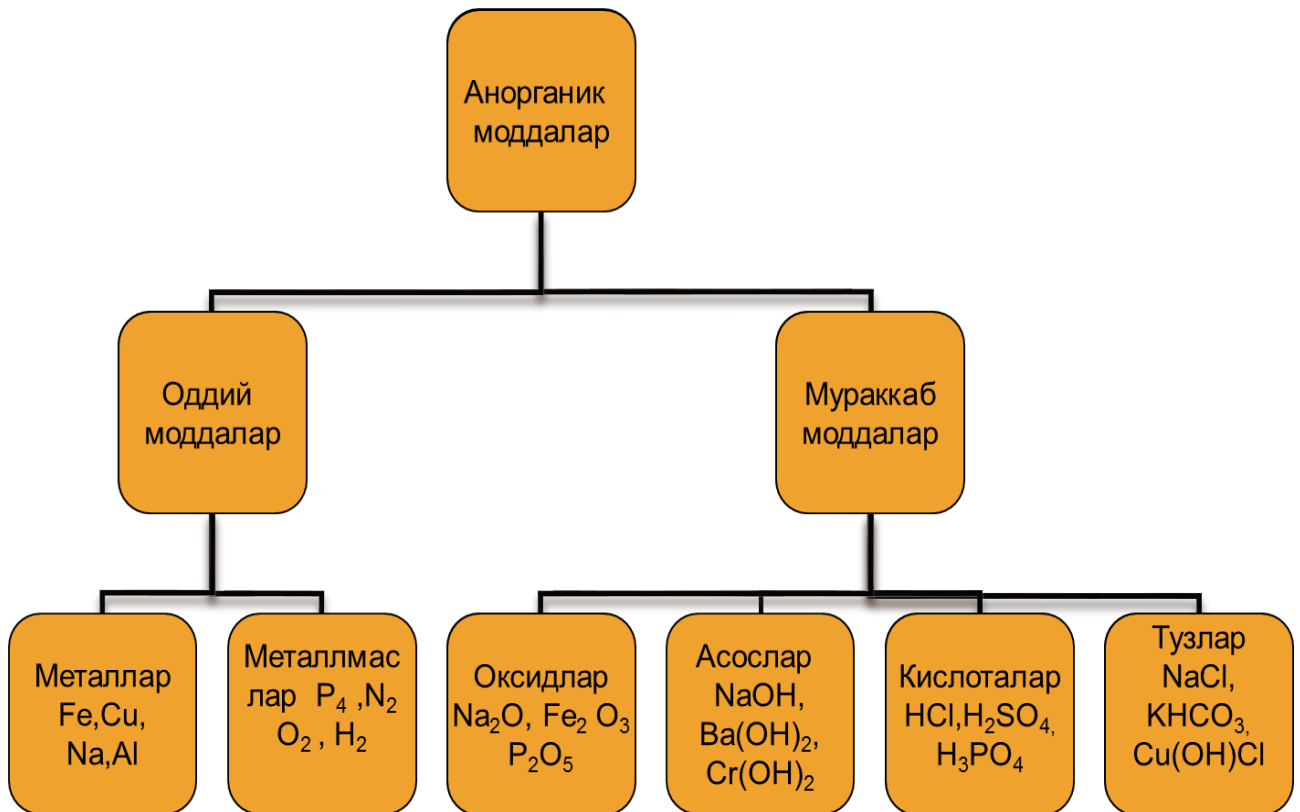 Анорганик
моддалар
Оддий
моддалар
Мураккаб
моддалар
Металлар
Fe,Cu,
Na,Al
Металлмас
лар P₄ ,N₂
O₂ , H₂
Оксидлар
Na₂O, Fe₂ O₃
P₂O₅
Асослар
NaOH,
Ba(OH)₂,
Cr(OH)₂
Кислоталар
HCl,H₂SO₄,
H₃PO₄
Тузлар
NaCl,
KHCO₃,
Cu(OH)Cl